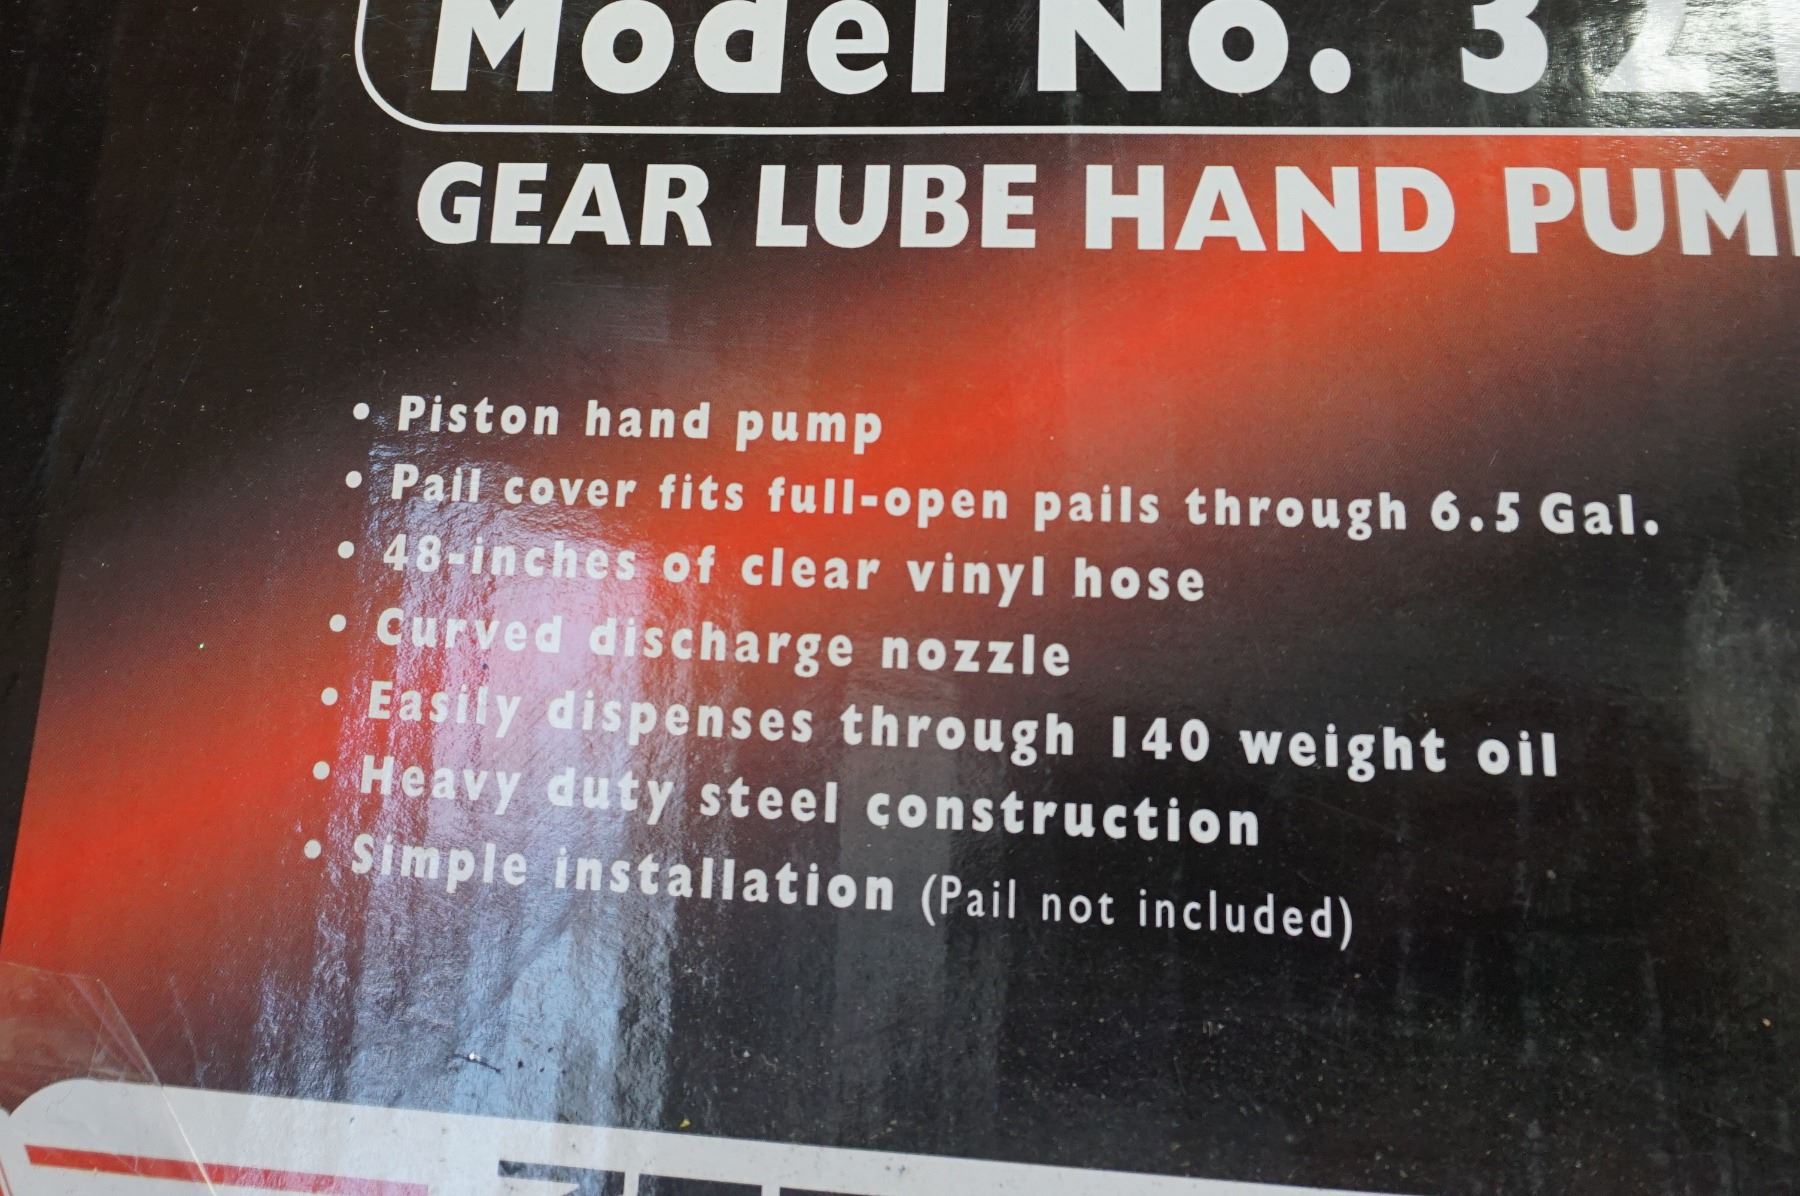 Model No. 32
GEAR LUBE HAND PUMP
• Piston hand pump
• Pail cover fits full-open pails through 6.5 Gal.
• 48-inches of clear vinyl hose
• Curved discharge nozzle
• Easily dispenses through 140 weight oil
• Heavy duty steel construction
• Simple installation (Pail not included)